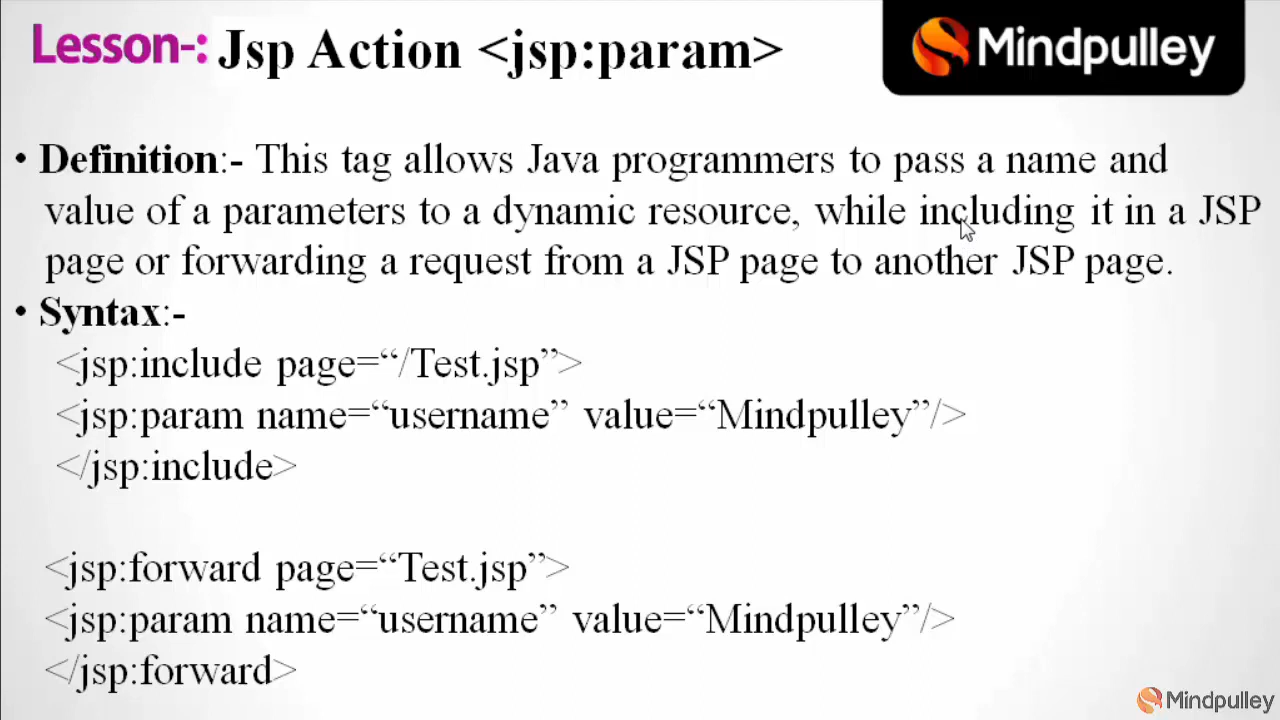 Lesson-: Jsp Action <jsp:param>
Mindpulley
• Definition:- This tag allows Java programmers to pass a name and
value of a parameters to a dynamic resource, while including it in a JSP
page or forwarding a request from a JSP page to another JSP page.
• Syntax:-
<jsp:include page=“/Test.jsp”>
<jsp:param name=“username” value=“Mindpulley”/>
</jsp:include>
<jsp:forward page=“Test.jsp”>
<jsp:param name=“username” value=“Mindpulley”/>
</jsp:forward>
Mindpulley